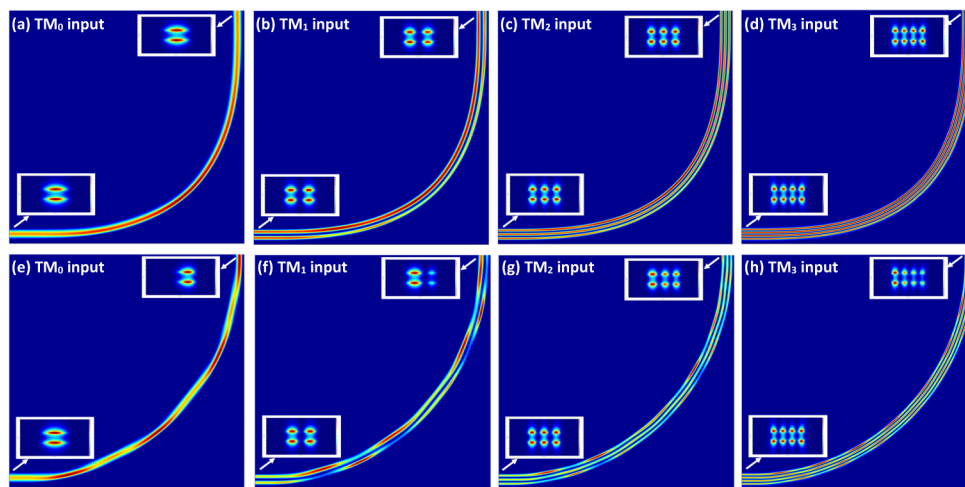 (a) TM₀ input
(b) TM₁ input
(c) TM₂ input
(d) TM₃ input
(e) TM₀ input
(f) TM₁ input
(g) TM₂ input
(h) TM₃ input